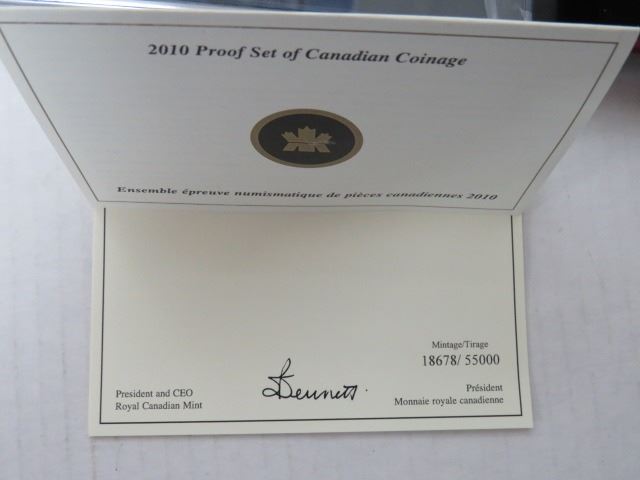 2010 Proof Set of Canadian Coinage
Ensemble épreuve numismatique de pièces canadiennes 2010
Mintage/Tirage
18678/ 55000
President and CEO
Royal Canadian Mint
Bennett
Président
Monnaie royale canadienne